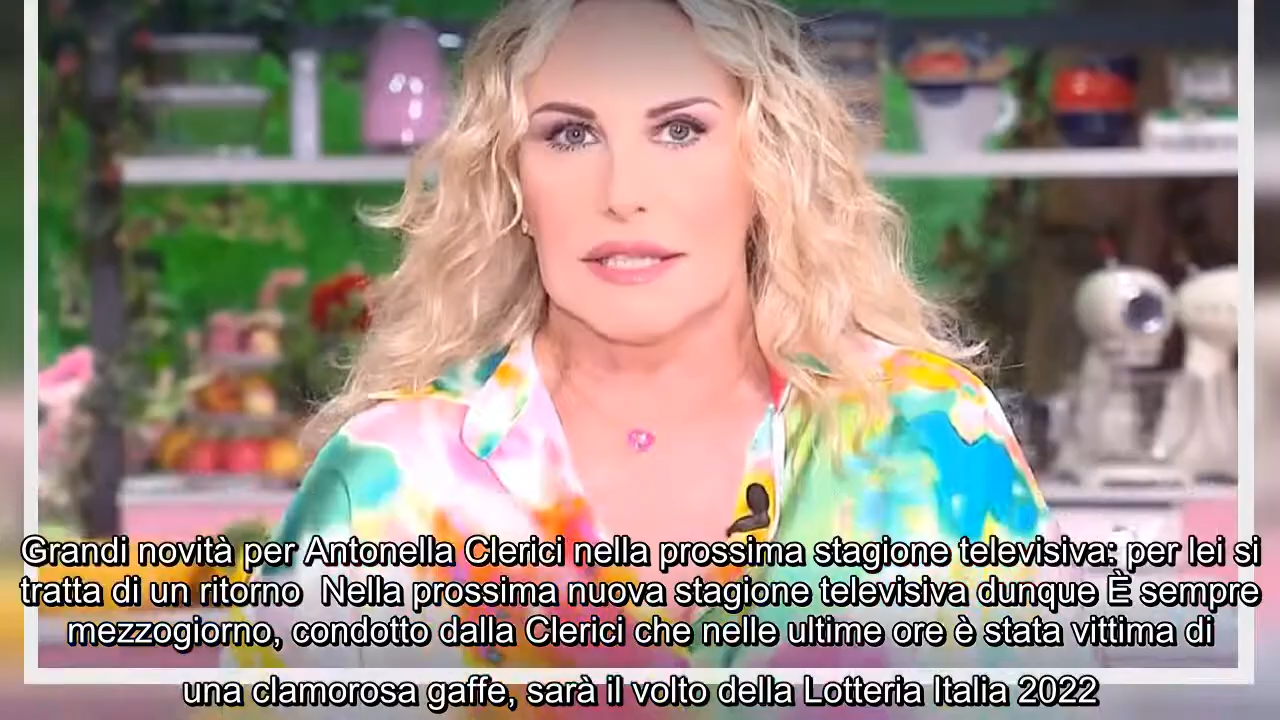 Grandi novità per Antonella Clerici nella prossima stagione televisiva: per lei si
tratta di un ritorno  Nella prossima nuova stagione televisiva dunque È sempre
mezzogiorno, condotto dalla Clerici che nelle ultime ore è stata vittima di
una clamorosa gaffe, sarà il volto della Lotteria Italia 2022